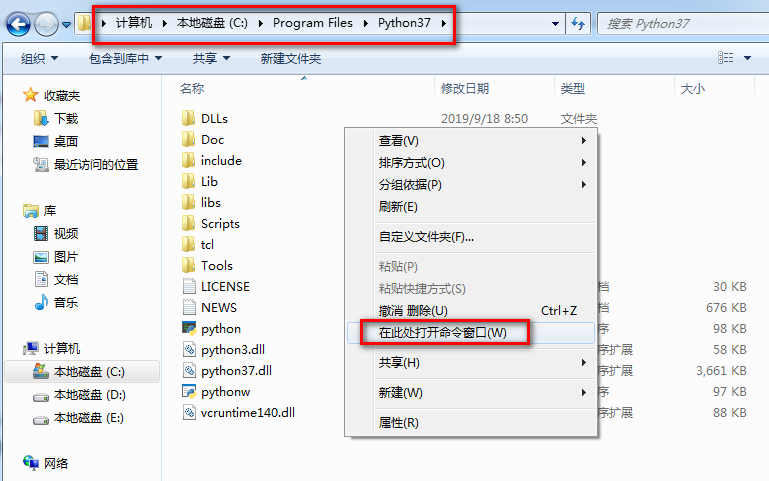 计算机 本地磁盘 (C:) Program Files Python37 搜索 Python37
组织 包含到库中 共享 新建文件夹
名称 修改日期 类型 大小
收藏夹
下载
桌面
最近访问的位置
库
视频
图片
文档
音乐
计算机
本地磁盘 (C:)
本地磁盘 (D:)
本地磁盘 (E:)
网络
DLLs 2019/9/18 8:50 文件夹
Doc
include
Lib
libs
Scripts
tcl
Tools
LICENSE 档 30 KB
NEWS 档 676 KB
python 序 98 KB
python3.dll 序扩展 58 KB
python37.dll 序扩展 3,661 KB
pythonw 序 97 KB
vcruntime140.dll 序扩展 88 KB
查看(V)
排序方式(O)
分组依据(P)
刷新(E)
自定义文件夹(F)...
粘贴(P)
粘贴快捷方式(S)
撤消 删除(U) Ctrl+Z
在此处打开命令窗口(W)
共享(H)
新建(W)
属性(R)